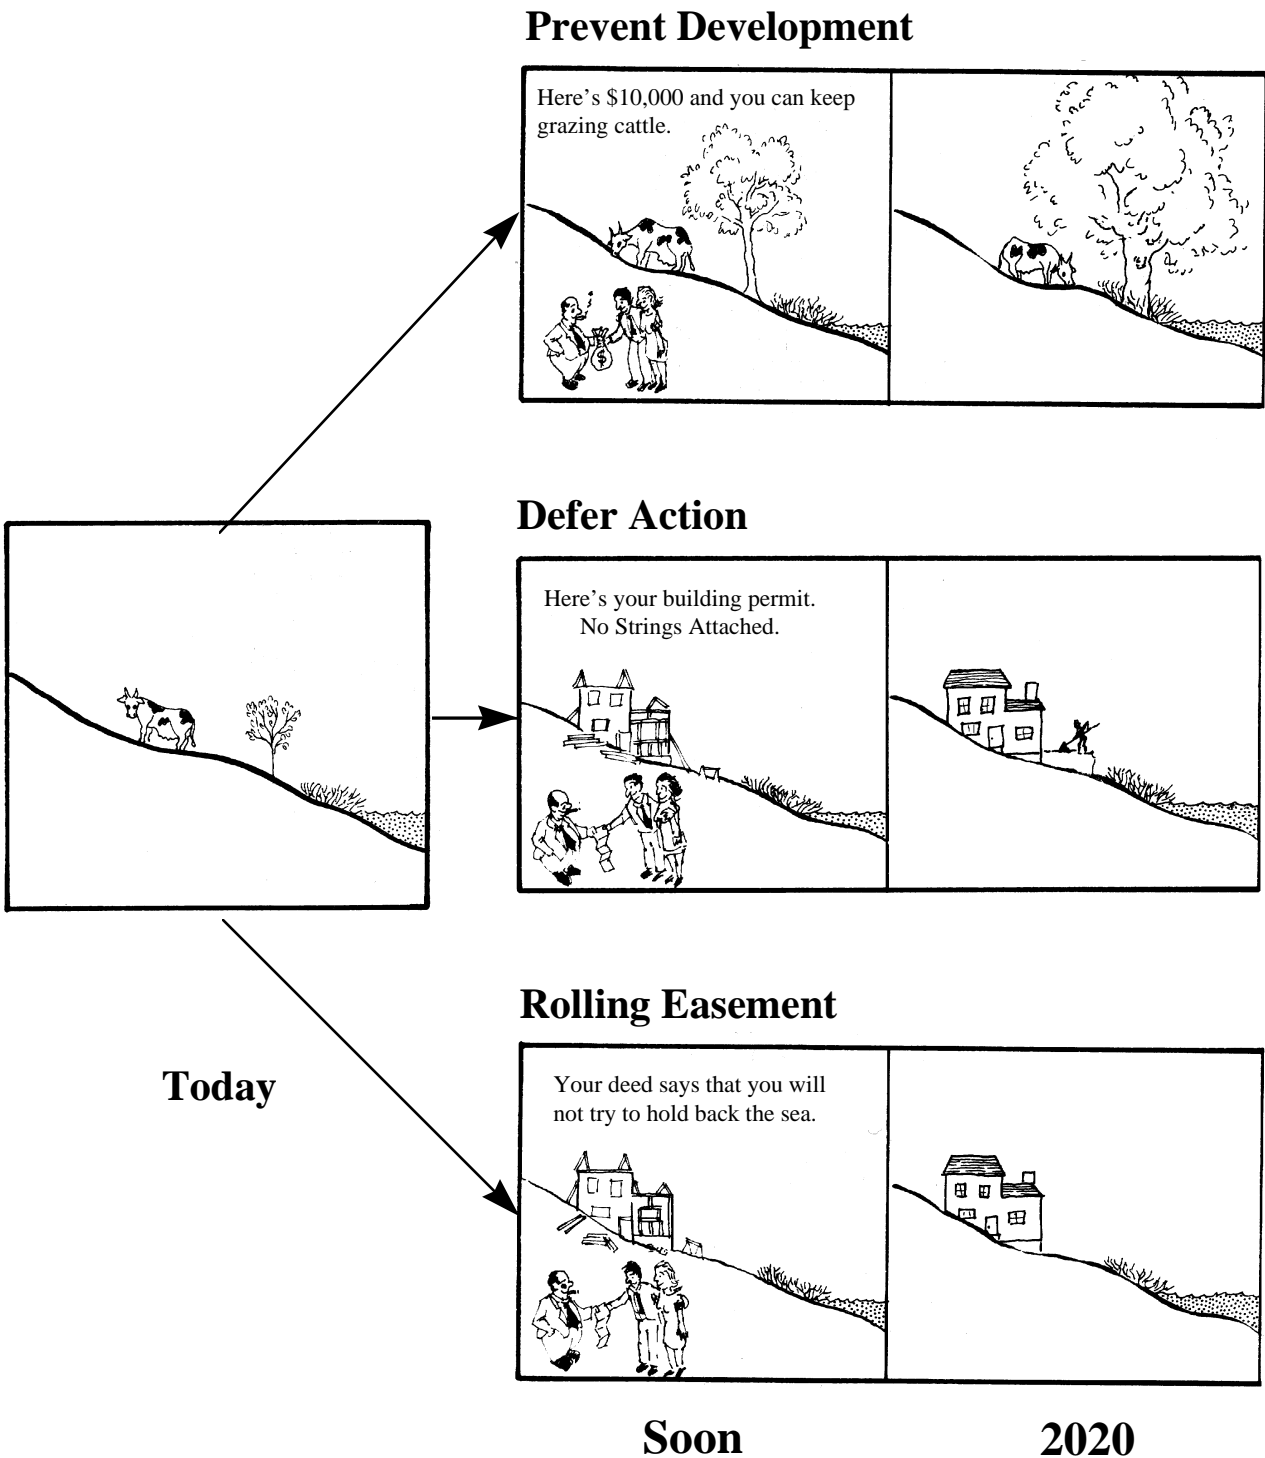 Prevent Development
Here's $10,000 and you can keep
grazing cattle.
$
Defer Action
Here's your building permit.
No Strings Attached.
Rolling Easement
Your deed says that you will
not try to hold back the sea.
Today
Soon
2020